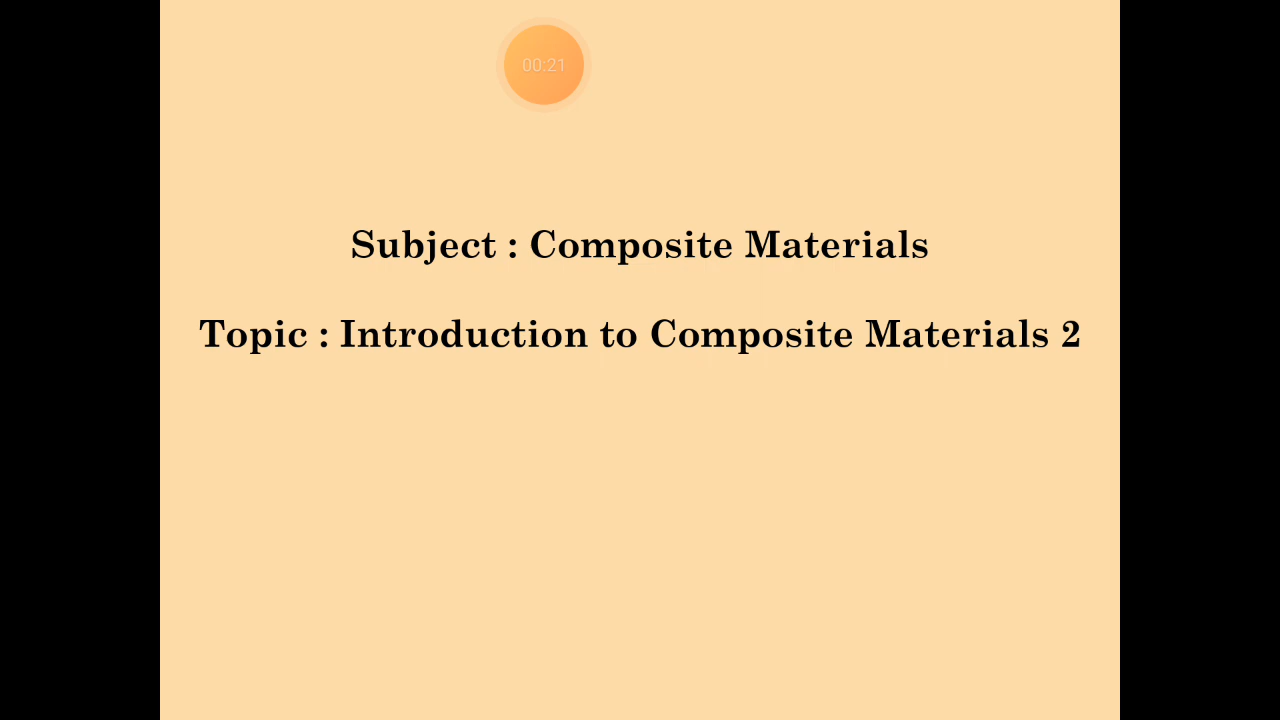 00:21
Subject : Composite Materials
Topic : Introduction to Composite Materials 2